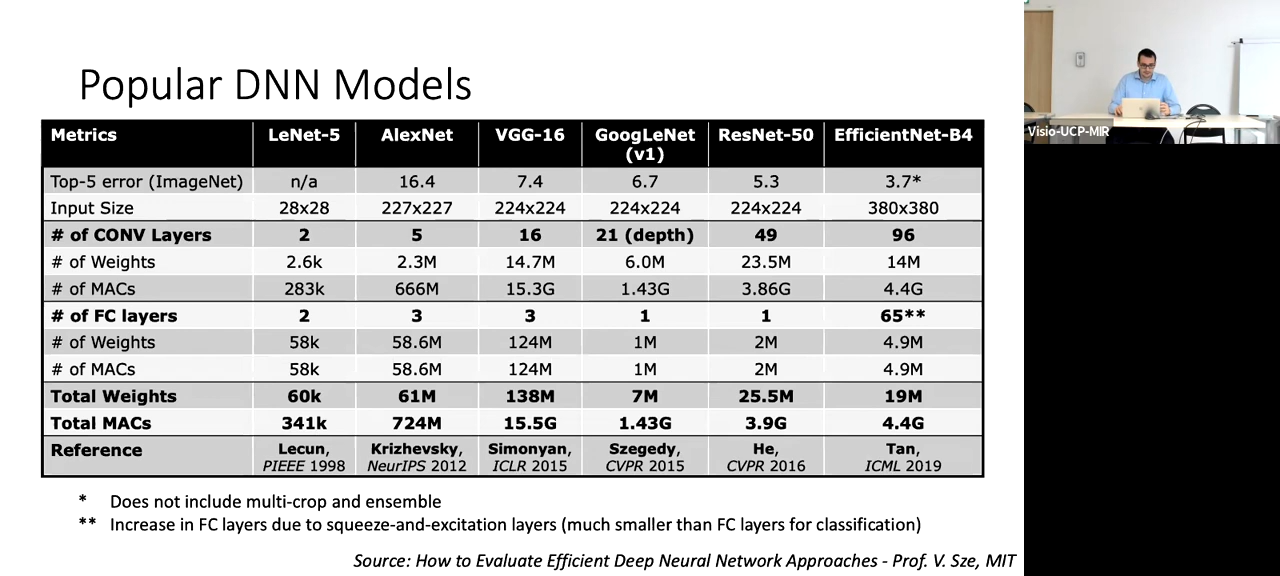 Popular DNN Models
Metrics LeNet-5 AlexNet VGG-16 GoogLeNet (v1) ResNet-50 EfficientNet-B4
Top-5 error (ImageNet) n/a 16.4 7.4 6.7 5.3 3.7*
Input Size 28x28 227x227 224x224 224x224 224x224 380x380
# of CONV Layers 2 5 16 21 (depth) 49 96
# of Weights 2.6k 2.3M 14.7M 6.0M 23.5M 14M
# of MACs 283k 666M 15.3G 1.43G 3.86G 4.4G
# of FC layers 2 3 3 1 1 65**
# of Weights 58k 58.6M 124M 1M 2M 4.9M
# of MACs 58k 58.6M 124M 1M 2M 4.9M
Total Weights 60k 61M 138M 7M 25.5M 19M
Total MACs 341k 724M 15.5G 1.43G 3.9G 4.4G
Reference Lecun, PIEEE 1998 Krizhevsky, NeurIPS 2012 Simonyan, ICLR 2015 Szegedy, CVPR 2015 He, CVPR 2016 Tan, ICML 2019
* Does not include multi-crop and ensemble
** Increase in FC layers due to squeeze-and-excitation layers (much smaller than FC layers for classification)
Source: How to Evaluate Efficient Deep Neural Network Approaches - Prof. V. Sze, MIT
Visio-UCP-MIR